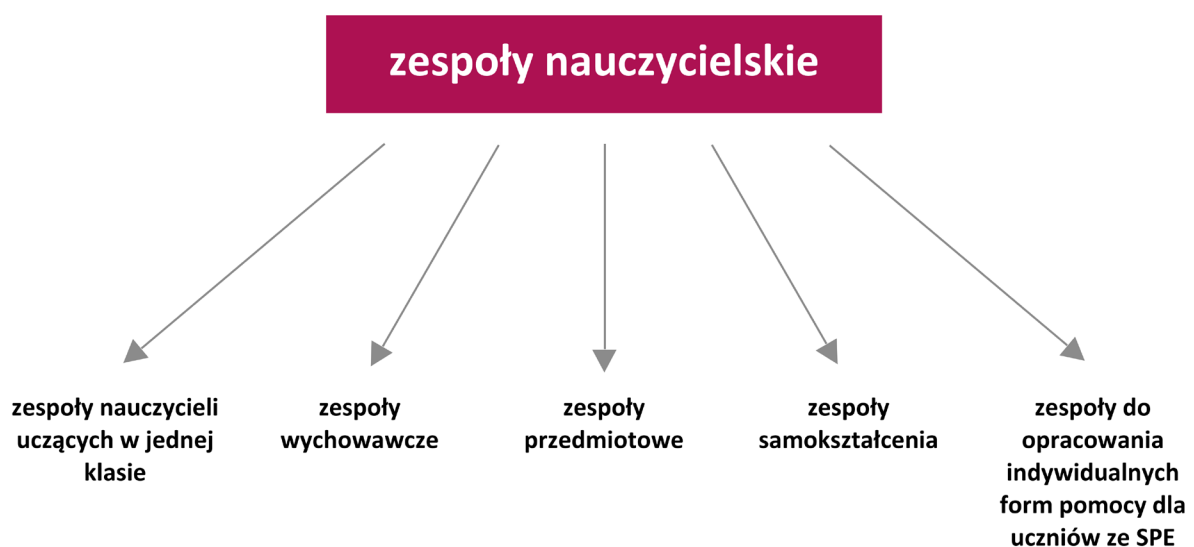 zespoły nauczycielskie
zespoły nauczycieli
uczących w jednej
klasie
zespoły
wychowawcze
zespoły
przedmiotowe
zespoły
samokształcenia
zespoły do
opracowania
indywidualnych
form pomocy dla
uczniów ze SPE